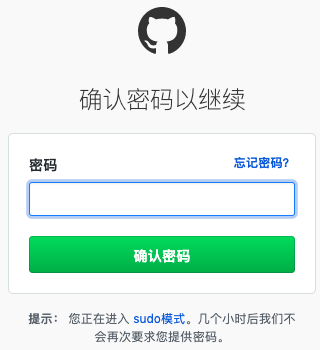 确认密码以继续
密码 忘记密码?
确认密码
提示： 您正在进入 sudo模式。几个小时后我们不
会再次要求您提供密码。